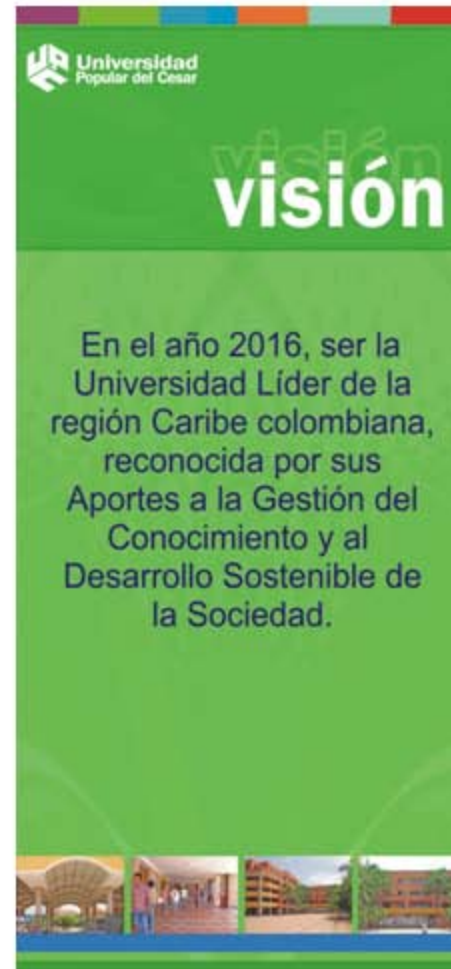 Universidad
Popular del Cesar
visión
visión
En el año 2016, ser la
Universidad Líder de la
región Caribe colombiana,
reconocida por sus
Aportes a la Gestión del
Conocimiento y al
Desarrollo Sostenible de
la Sociedad.